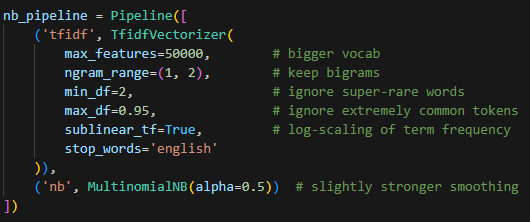 nb_pipeline = Pipeline([
    ('tfidf', TfidfVectorizer(
        max_features=50000,        # bigger vocab
        ngram_range=(1, 2),        # keep bigrams
        min_df=2,                  # ignore super-rare words
        max_df=0.95,               # ignore extremely common tokens
        sublinear_tf=True,         # log-scaling of term frequency
        stop_words='english'
    )),
    ('nb', MultinomialNB(alpha=0.5))  # slightly stronger smoothing
])